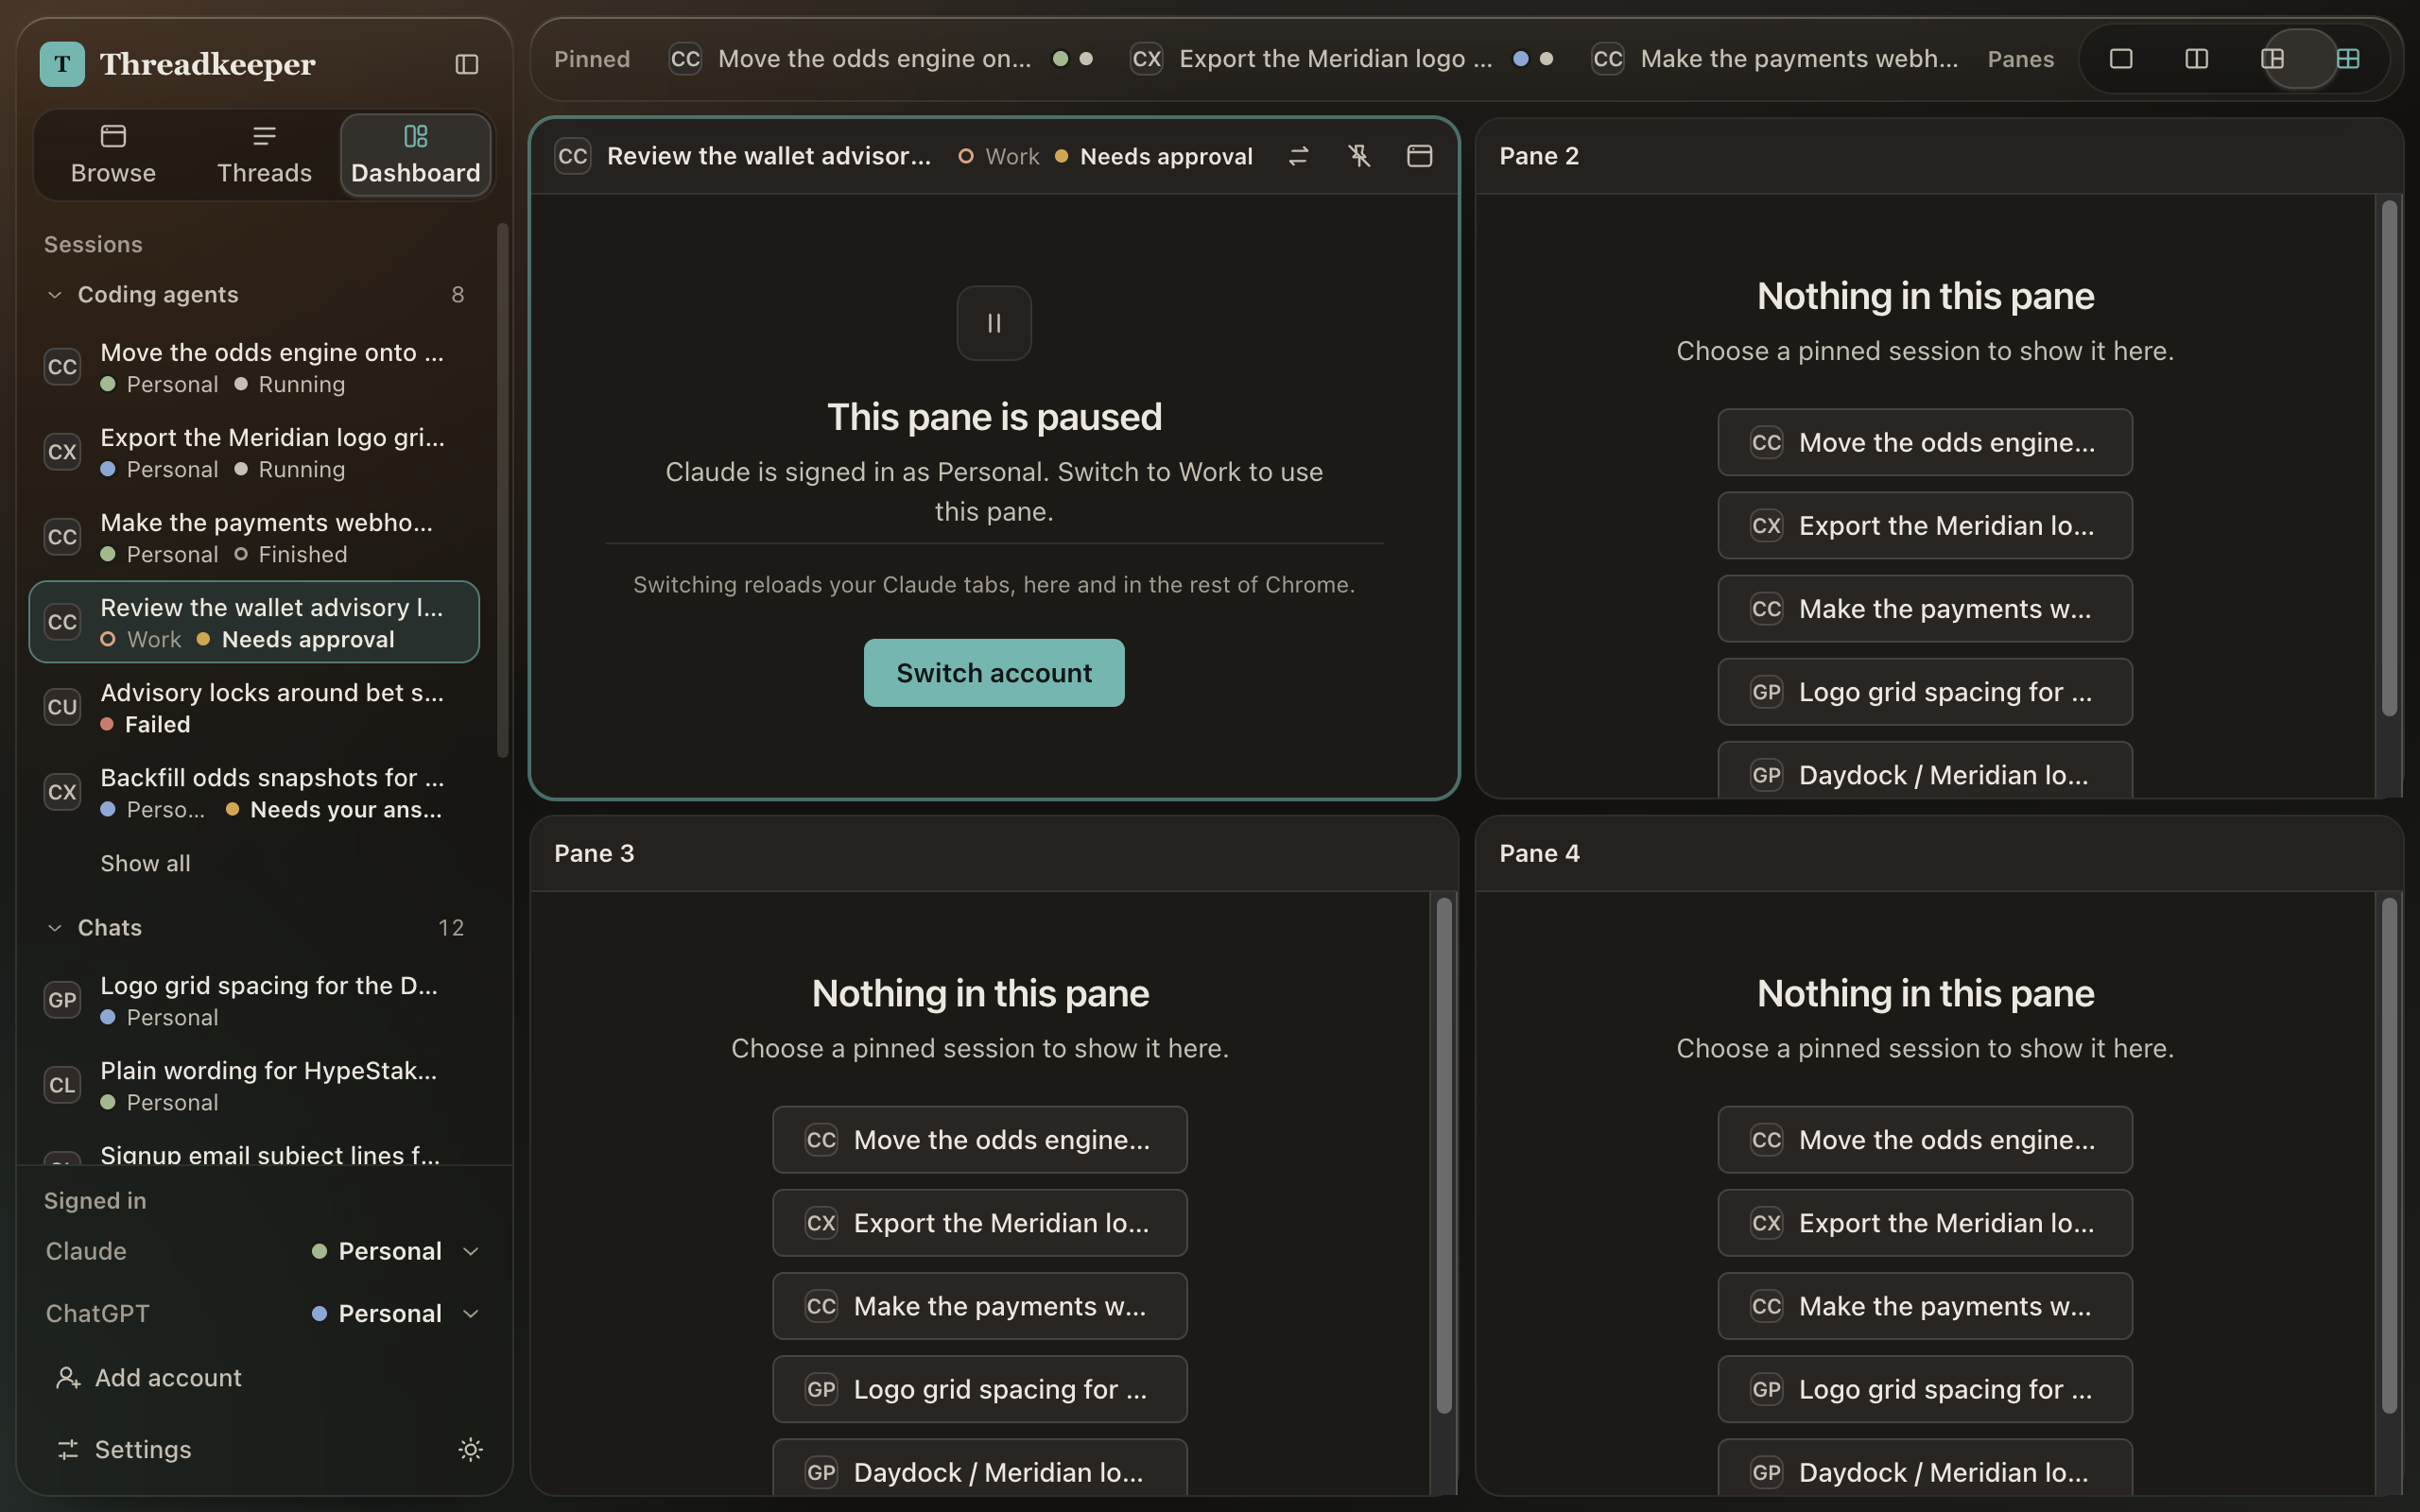 T Threadkeeper
Browse Threads Dashboard
Sessions
Coding agents 8
CC Move the odds engine onto ...
Personal Running
CX Export the Meridian logo gri...
Personal Running
CC Make the payments webho...
Personal Finished
CC Review the wallet advisory l...
Work Needs approval
CU Advisory locks around bet s...
Failed
CX Backfill odds snapshots for ...
Perso... Needs your ans...
Show all
Chats 12
GP Logo grid spacing for the D...
Personal
CL Plain wording for HypeStak...
Personal
Signup email subject lines f...
Signed in
Claude Personal
ChatGPT Personal
Add account
Settings
Pinned CC Move the odds engine on... CX Export the Meridian logo ... CC Make the payments webh... Panes
CC Review the wallet advisor... Work Needs approval
This pane is paused
Claude is signed in as Personal. Switch to Work to use
this pane.
Switching reloads your Claude tabs, here and in the rest of Chrome.
Switch account
Pane 2
Nothing in this pane
Choose a pinned session to show it here.
CC Move the odds engine...
CX Export the Meridian lo...
CC Make the payments w...
GP Logo grid spacing for ...
GP Daydock / Meridian lo...
Pane 3
Nothing in this pane
Choose a pinned session to show it here.
CC Move the odds engine...
CX Export the Meridian lo...
CC Make the payments w...
GP Logo grid spacing for ...
GP Daydock / Meridian lo...
Pane 4
Nothing in this pane
Choose a pinned session to show it here.
CC Move the odds engine...
CX Export the Meridian lo...
CC Make the payments w...
GP Logo grid spacing for ...
GP Daydock / Meridian lo...